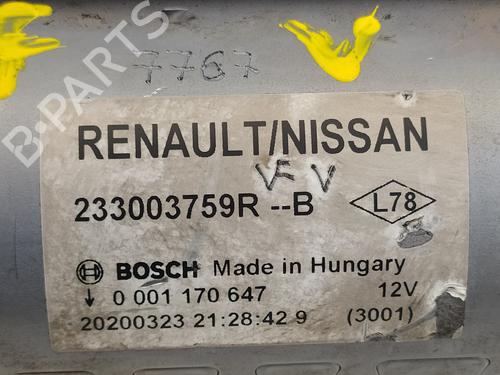 7767
B-PARTS
RENAULT/NISSAN
VF V
233003759R --B
L78
BOSCH Made in Hungary
0 001 170 647 12V
20200323 21:28:42 9 (3001)